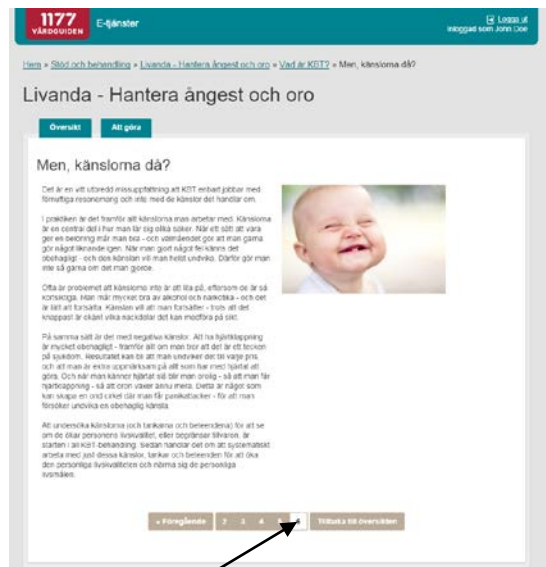 1177
VÅRDGUIDEN
E-tjänster
Logga ut
Inloggad som John Doe
Hem » Stöd och behandling » Livanda - Hantera ångest och oro » Vad är KBT? » Men, känslorna då?
Livanda - Hantera ångest och oro
Översikt
Att göra
Men, känslorna då?
Det är en vitt utbredd missuppfattning att KBT enbart jobbar med
förnuftiga resonemang och inte med de känslor det handlar om.
I praktiken är det framför allt känslorna man arbetar med. Känslorna
är en central del i hur man lär sig olika saker. När ett sätt att vara
ger en belöning mår man bra - och välmåendet gör att man gärna
gör något liknande igen. När man gjort något fel känns det
obehagligt - och den känslan vill man helst undvika. Därför gör man
inte så gärna om det man gjorde.
Ofta är problemet att känslorna inte är att lita på, eftersom de är så
kortsiktiga. Man mår mycket bra av alkohol och narkotika - och det
är lätt att fortsätta. Känslan vill att man fortsätter - trots att det
knappast är okänt vilka nackdelar det kan medföra på sikt.
På samma sätt är det med negativa känslor. Att ha hjärtklappning
är mycket obehagligt - framför allt om man tror att det är ett tecken
på sjukdom. Resultatet kan bli att man undviker det till varje pris
och att man är extra uppmärksam på allt som har med hjärtat att
göra. Och när man känner hjärtat slå blir man orolig - så att man får
hjärtklappning - så att oron växer ännu mera. Detta är något som
kan skapa en ond cirkel där man får panikattacker - för att man
försöker undvika en obehaglig känsla.
Att undersöka känslorna (och tankarna och beteendena) för att se
om de ökar personens livskvalitet, eller begränsar tillvaron, är
starten i all KBT-behandling. Sedan handlar det om att systematiskt
arbeta med just dessa känslor, tankar och beteenden för att öka
den personliga livskvaliteten och närma sig de personliga
livsmålen.
« Föregående 2 3 4 5 6 Tillbaka till översikten